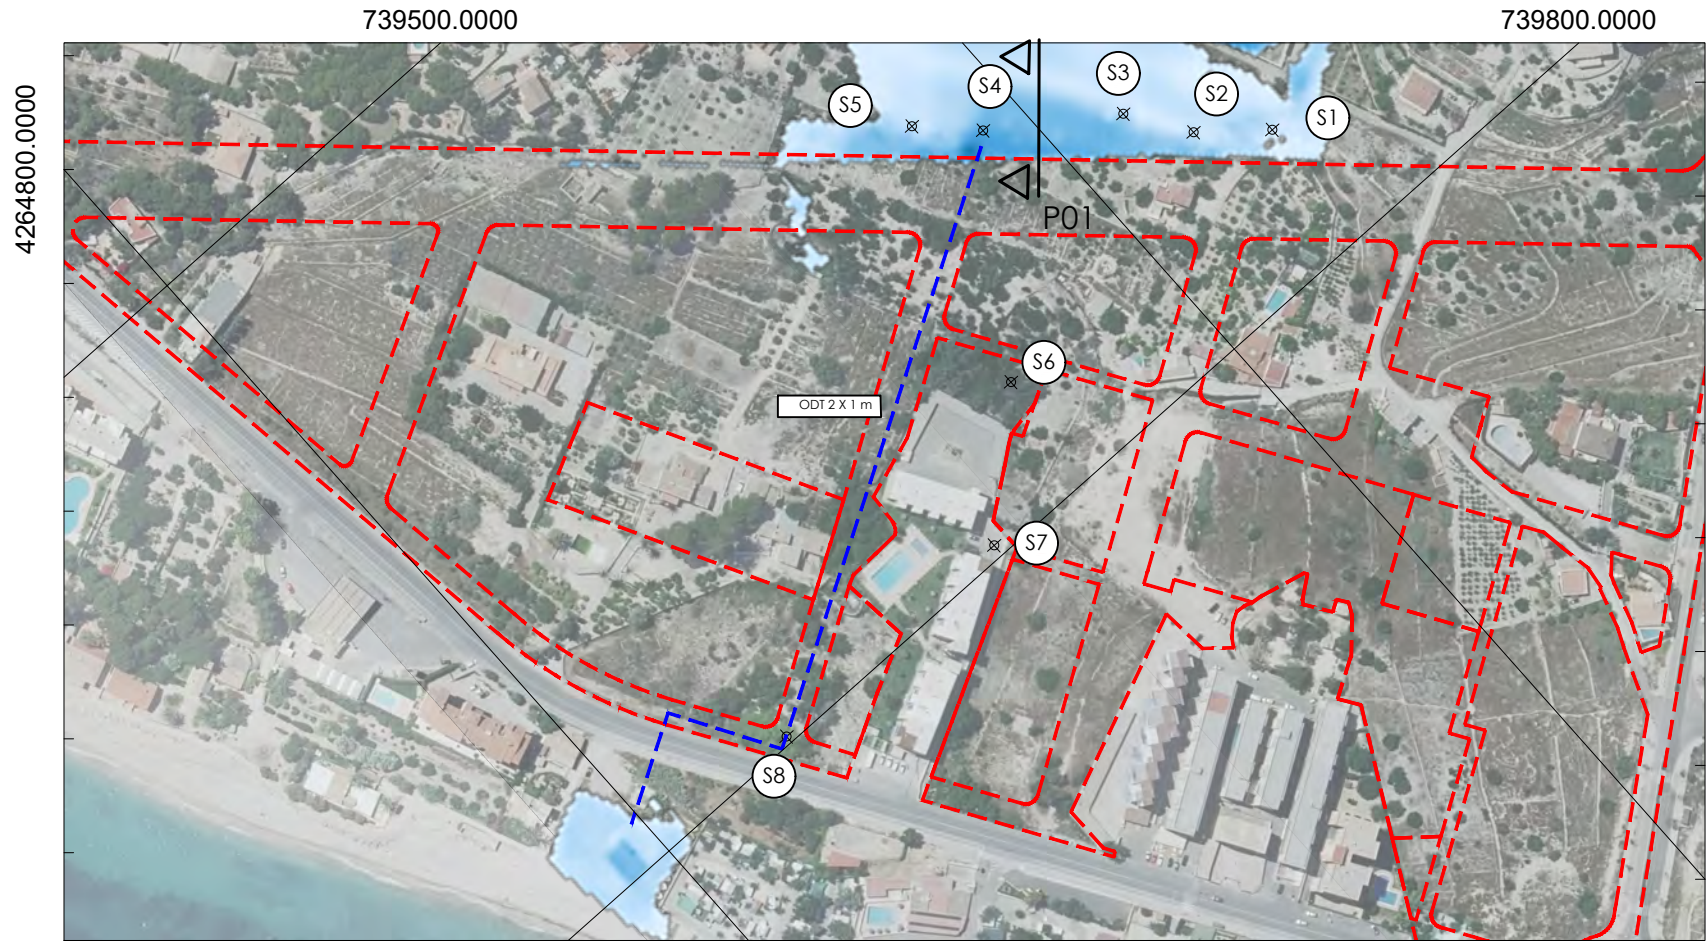 739500.0000
739800.0000
4264800.0000
S5
S4
S3
S2
S1
P01
S6
ODT 2 X 1 m
S7
S8